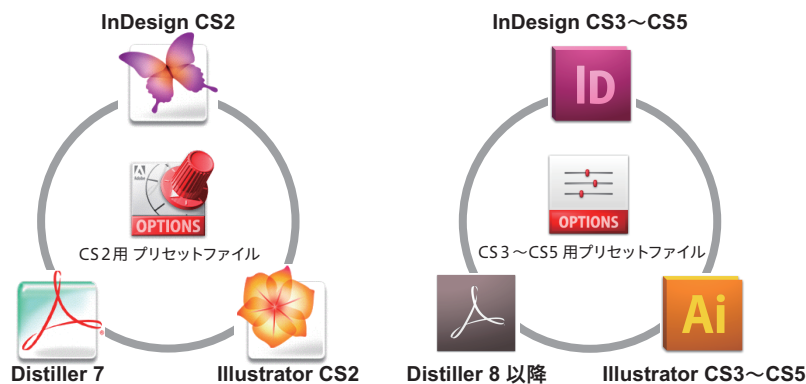 InDesign CS2
Adobe
OPTIONS
CS2用 プリセットファイル
Distiller 7
Illustrator CS2
InDesign CS3～CS5
ID
OPTIONS
CS3～CS5 用プリセットファイル
Ai
Distiller 8 以降
Illustrator CS3～CS5